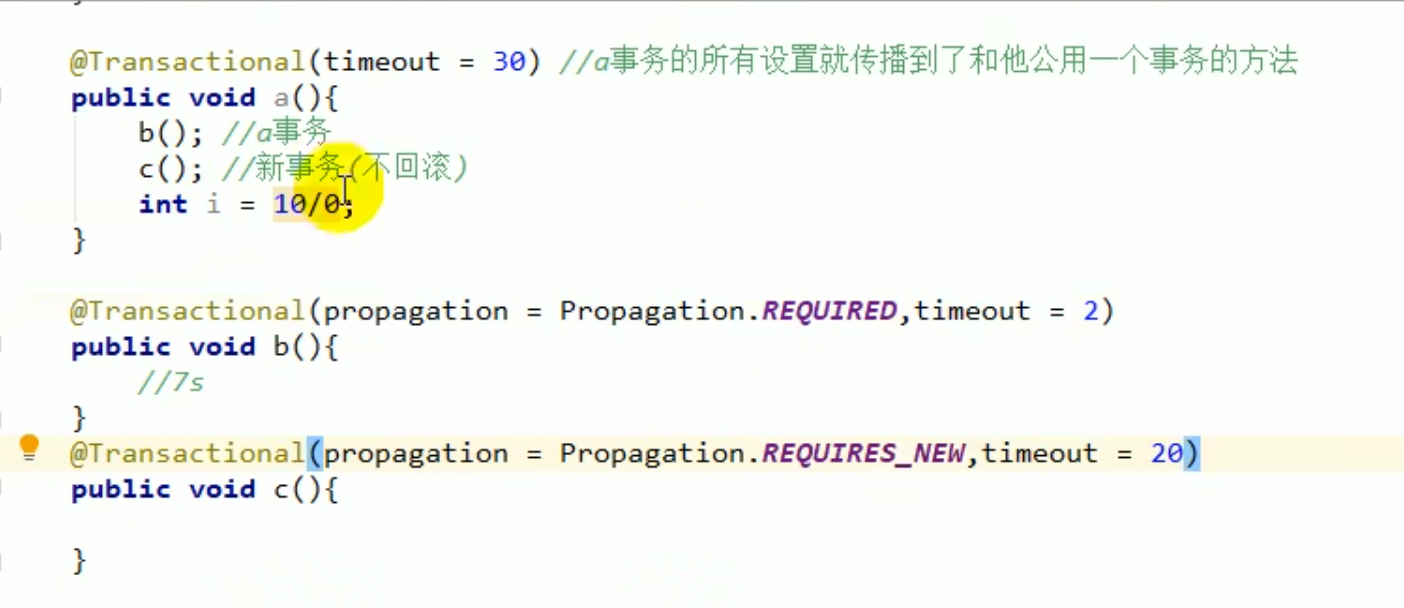 @Transactional(timeout = 30) //a事务的所有设置就传播到了和他公用一个事务的方法
public void a(){
b(); //a事务
c(); //新事务(不回滚)
int i = 10/0;
}
@Transactional(propagation = Propagation.REQUIRED,timeout = 2)
public void b(){
//7s
}
@Transactional(propagation = Propagation.REQUIRES_NEW,timeout = 20)
public void c(){
}